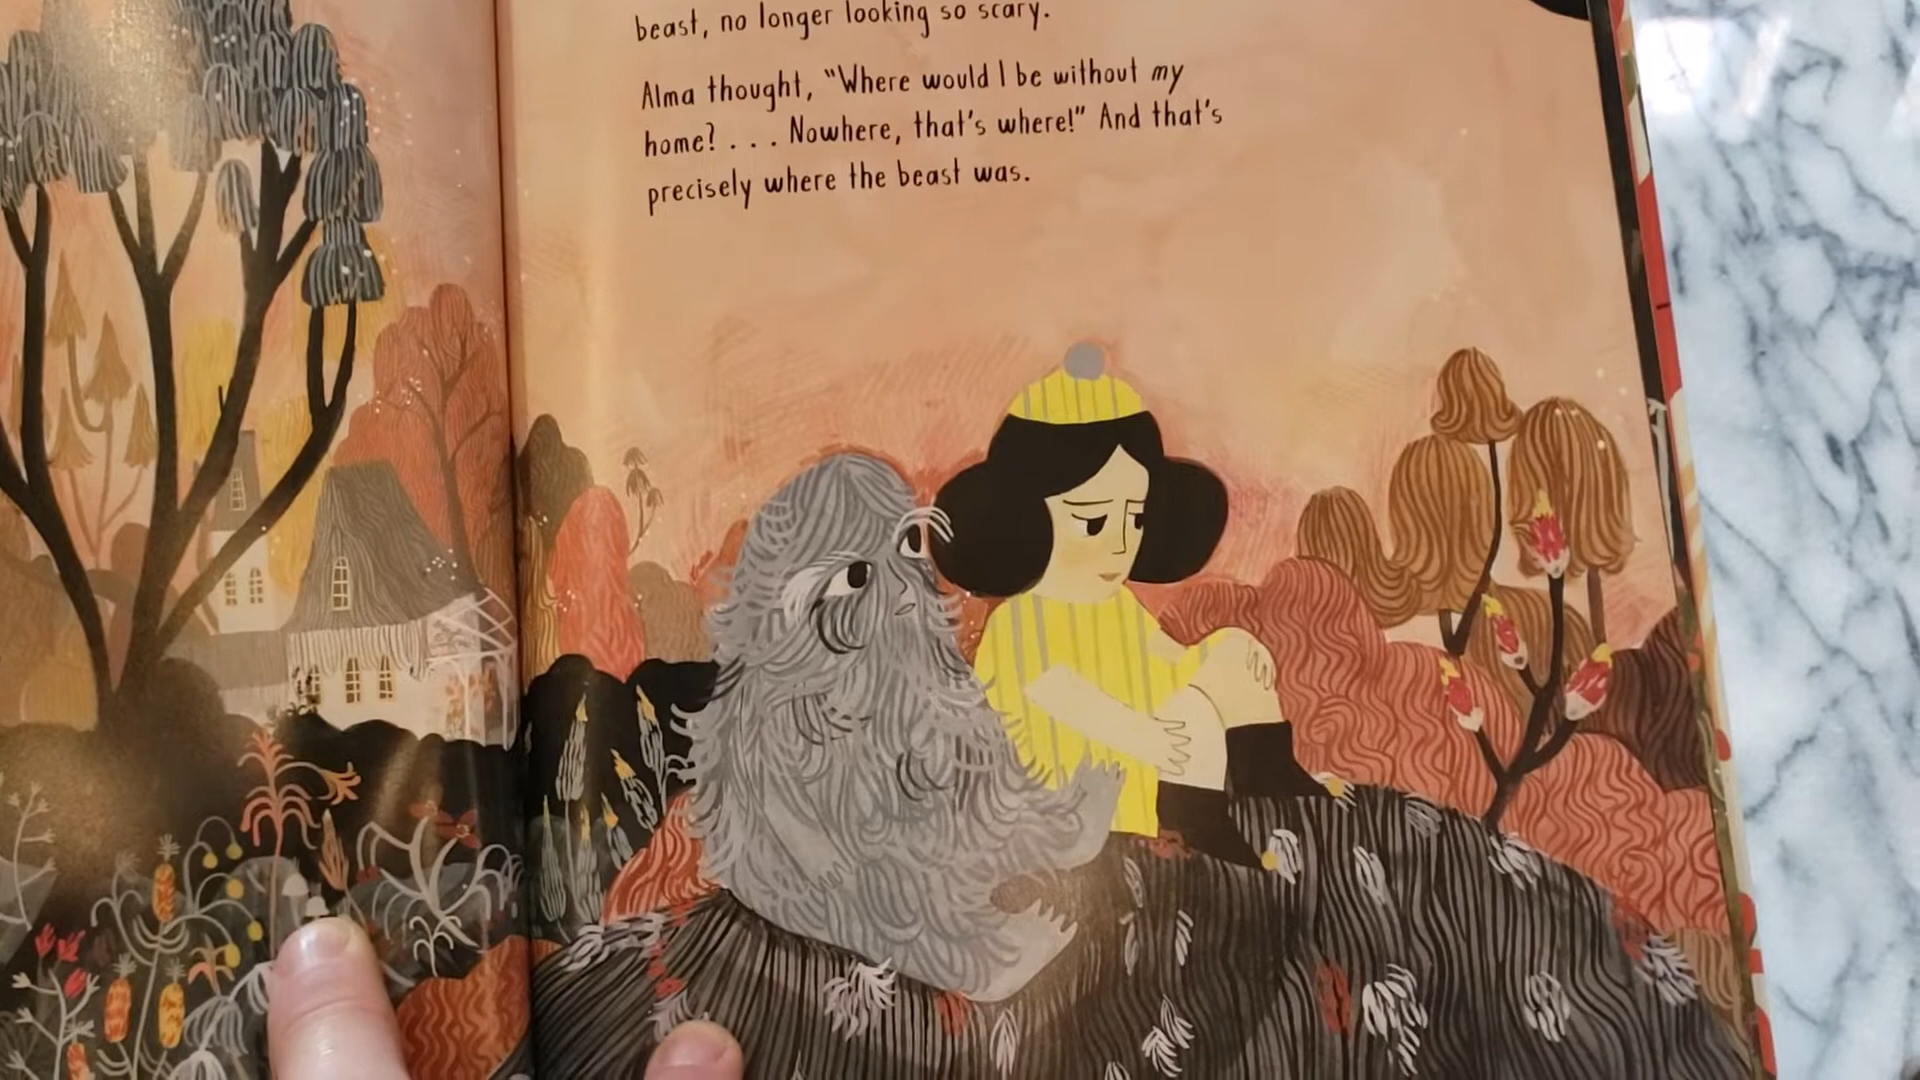 beast, no longer looking so scary.
Alma thought, "Where would I be without my
home? . . . Nowhere, that's where!" And that's
precisely where the beast was.